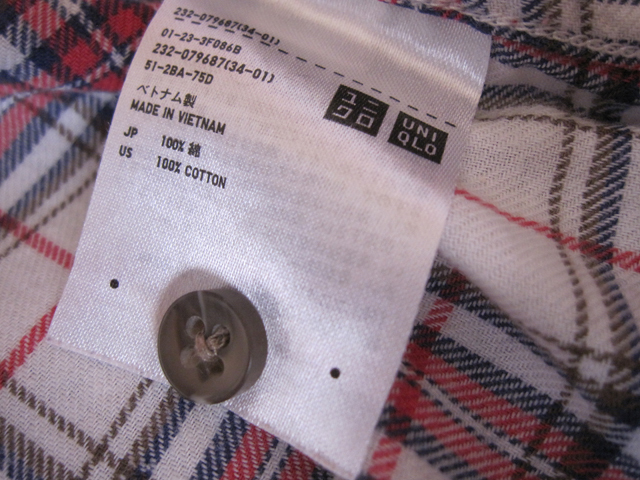 232-079687(34-01)
01-23-3F086B
232-079687(34-01)
51-2BA-75D
ベトナム製
MADE IN VIETNAM
JP 100% 綿
US 100% COTTON
ユニ
クロ
UNI
QLO